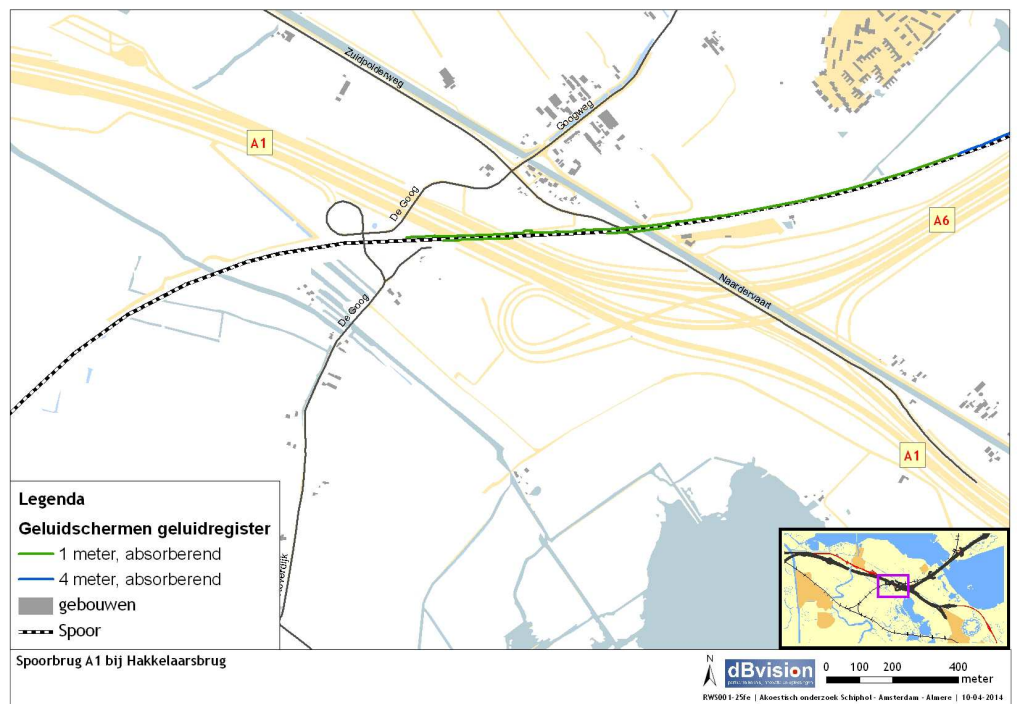 Zuidpolderweg
Googweg
A1
De Goog
A6
Naardervaart
De Goog
A1
Legenda
Geluidschermen geluidregister
1 meter, absorberend
4 meter, absorberend
gebouwen
Spoor
Spoorbrug A1 bij Hakkelaarsbrug
N
dBvision
0 100 200 400
meter
RWS001-25fe | Akoestisch onderzoek Schiphol - Amsterdam - Almere | 10-04-2014